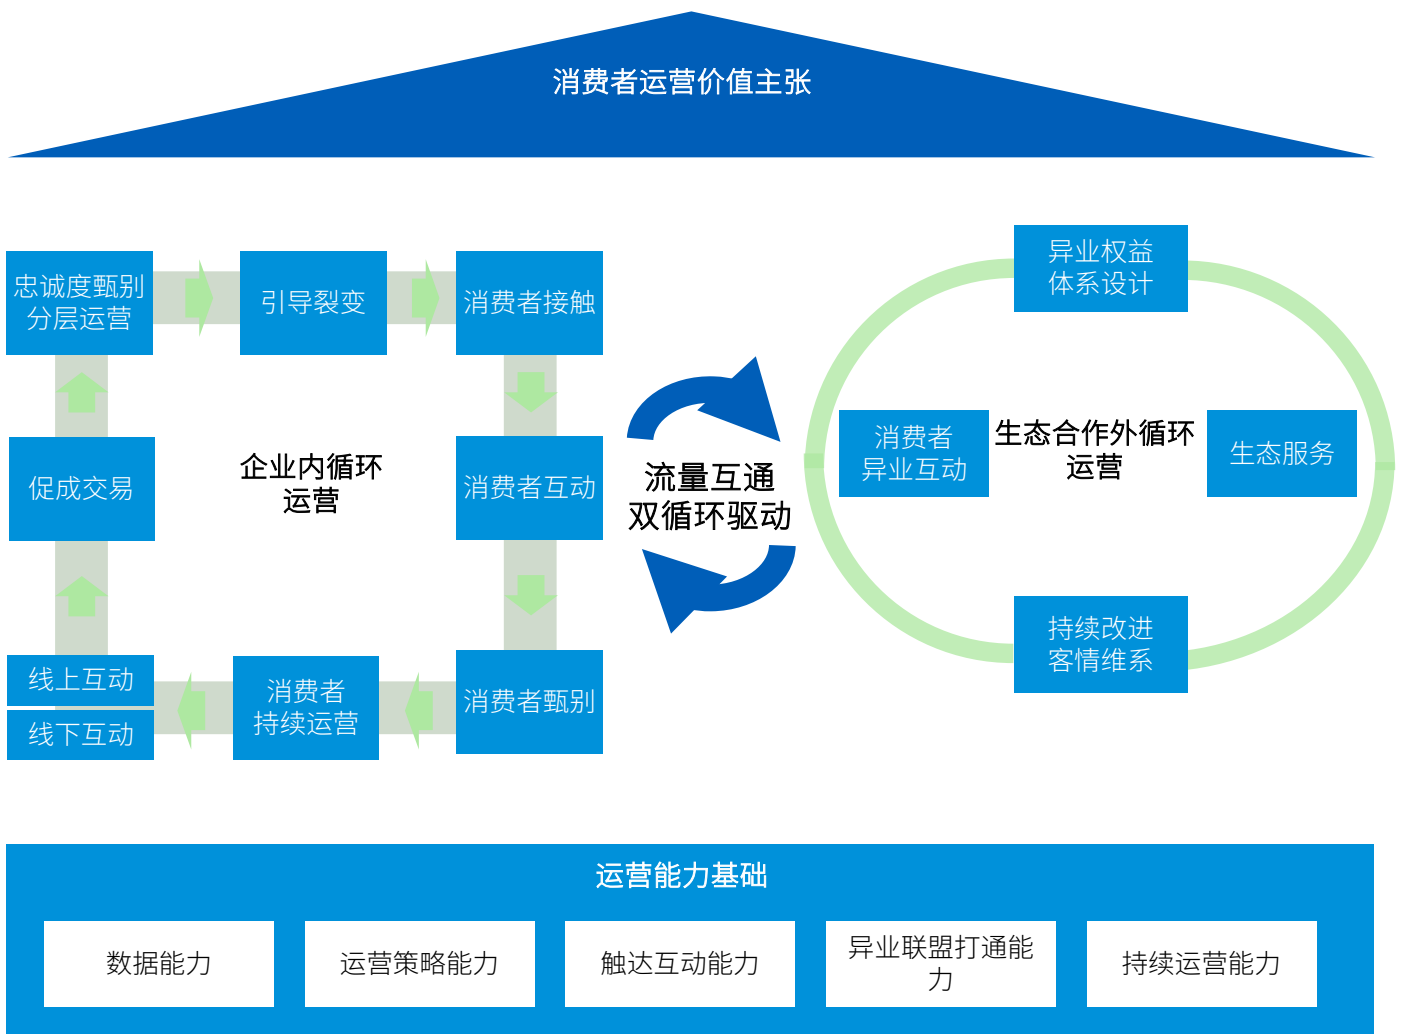 消费者运营价值主张
忠诚度甄别
分层运营
引导裂变
消费者接触
促成交易
企业内循环
运营
消费者互动
线上互动
线下互动
消费者
持续运营
消费者甄别
流量互通
双循环驱动
异业权益
体系设计
消费者
异业互动
生态合作外循环
运营
生态服务
持续改进
客情维系
运营能力基础
数据能力
运营策略能力
触达互动能力
异业联盟打通能
力
持续运营能力